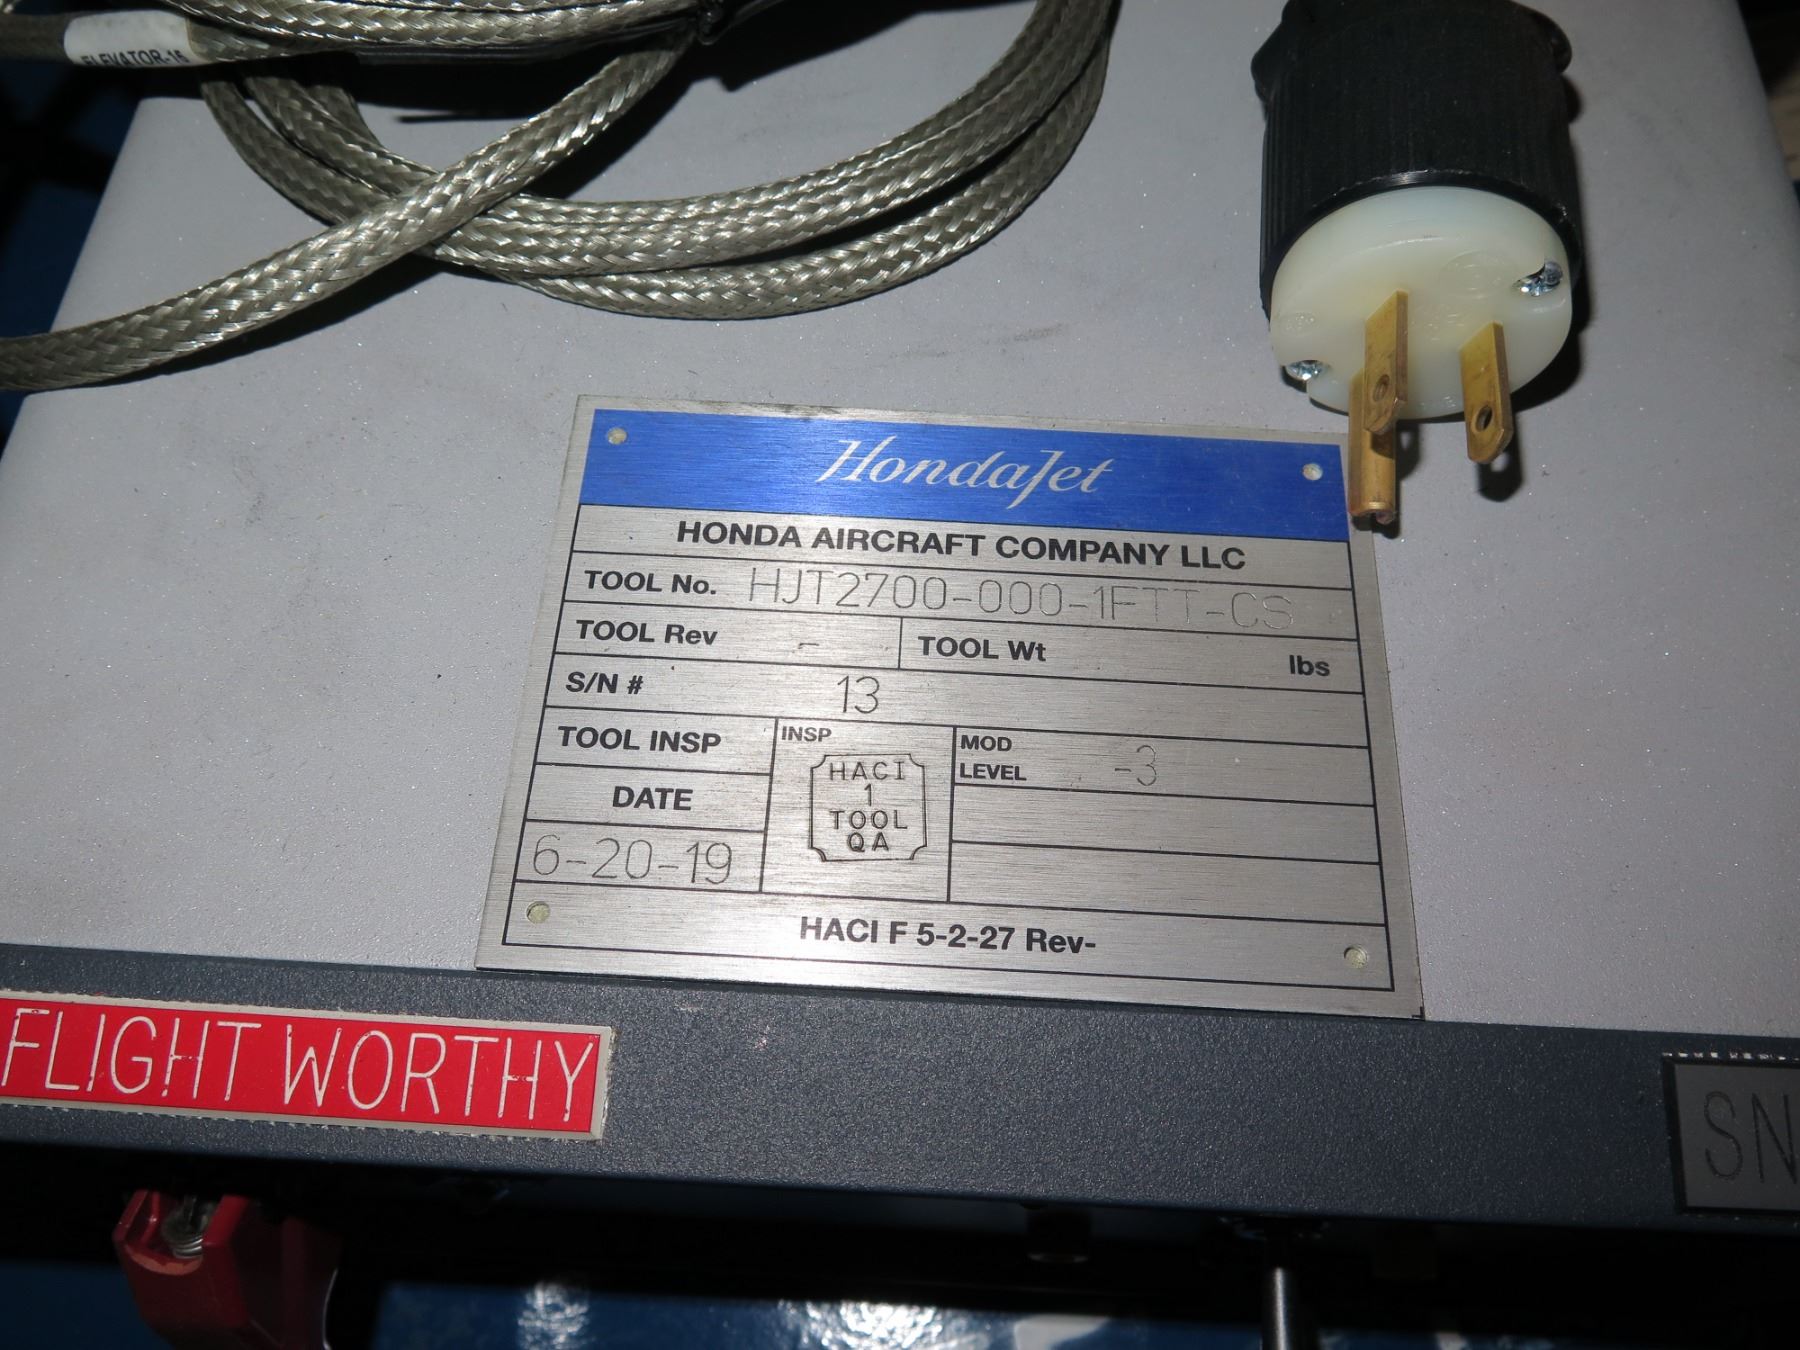 ELEVATOR-16
HondaJet
HONDA AIRCRAFT COMPANY LLC
TOOL No. HJT2700-000-1FTT-CS
TOOL Rev - TOOL Wt lbs
S/N # 13
TOOL INSP
INSP
MOD
LEVEL -3
DATE
HACI
1
TOOL
QA
6-20-19
HACI F 5-2-27 Rev-
FLIGHT WORTHY
SN